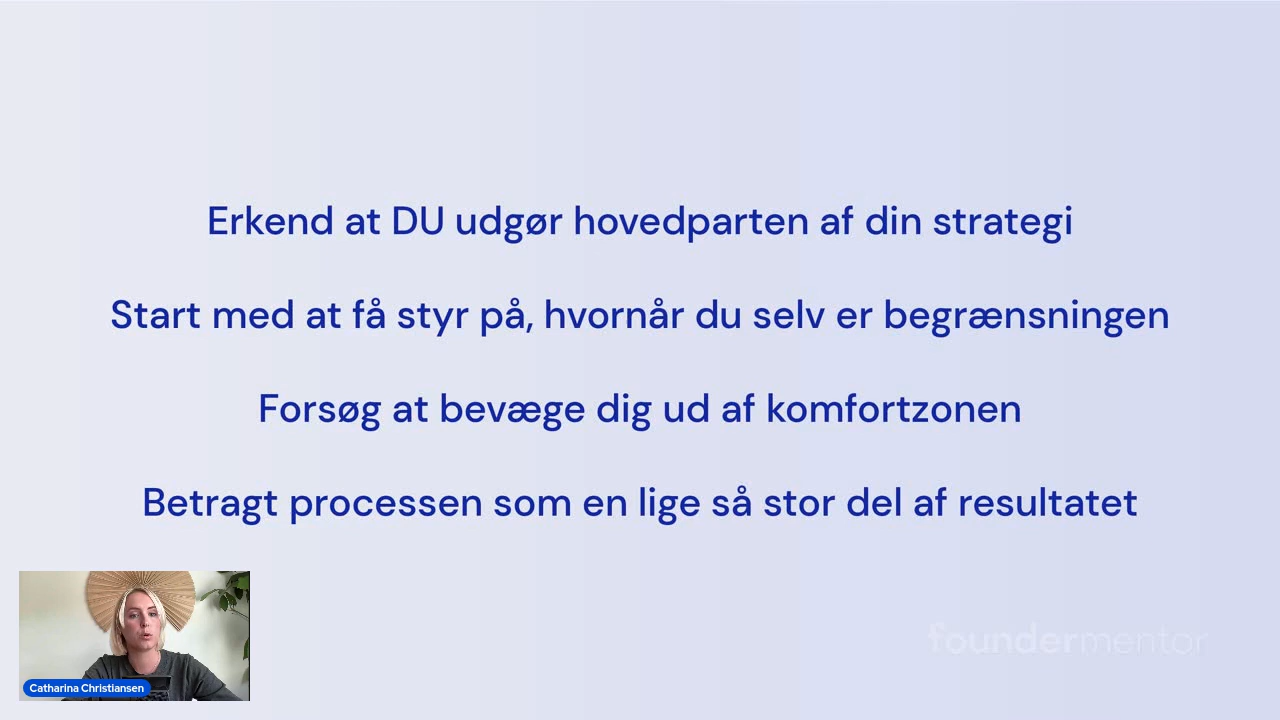 Erkend at DU udgør hovedparten af din strategi
Start med at få styr på, hvornår du selv er begrænsningen
Forsøg at bevæge dig ud af komfortzonen
Betragt processen som en lige så stor del af resultatet
foundermentor
Catharina Christiansen